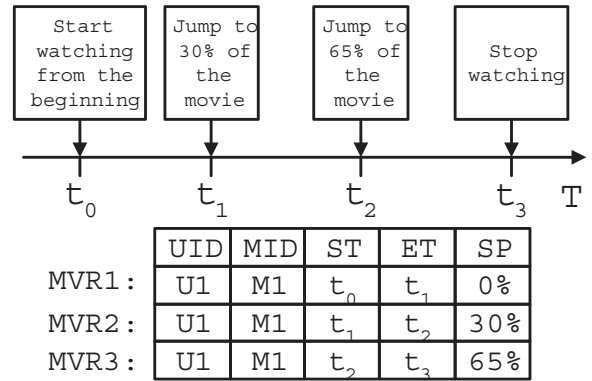 Start
watching
from the
beginning
Jump to
30% of
the
movie
Jump to
65% of
the
movie
Stop
watching
t0 t1 t2 t3 T
UID MID ST ET SP
MVR1: U1 M1 t0 t1 0%
MVR2: U1 M1 t1 t2 30%
MVR3: U1 M1 t2 t3 65%